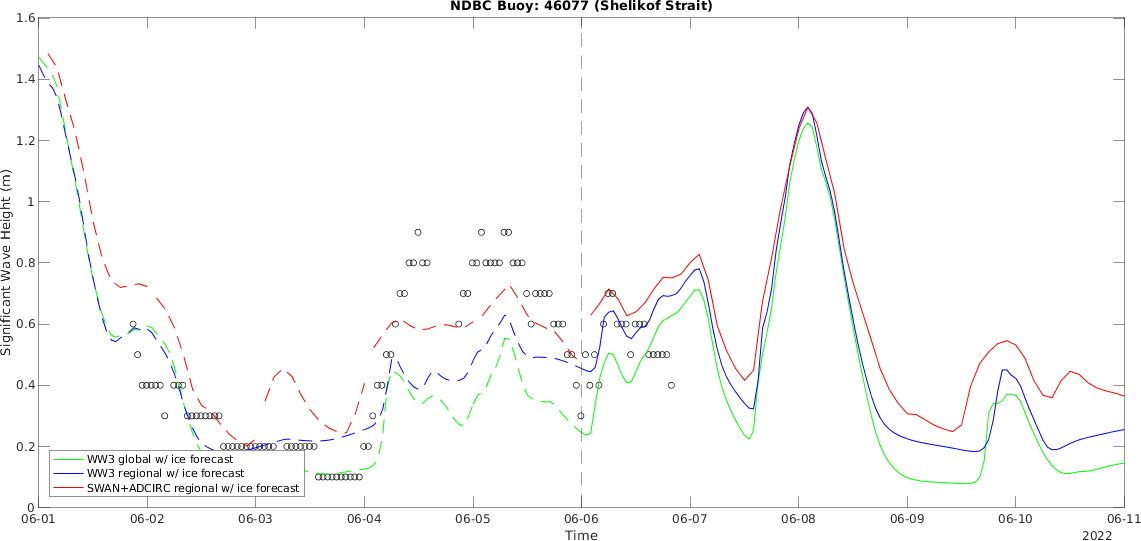 NDBC Buoy: 46077 (Shelikof Strait)
1.6
1.4
1.2
1
0.8
0.6
0.4
0.2
0
Significant Wave Height (m)
WW3 global w/ ice forecast
WW3 regional w/ ice forecast
SWAN+ADCIRC regional w/ ice forecast
06-01 06-02 06-03 06-04 06-05 06-06 06-07 06-08 06-09 06-10 06-11
Time
2022